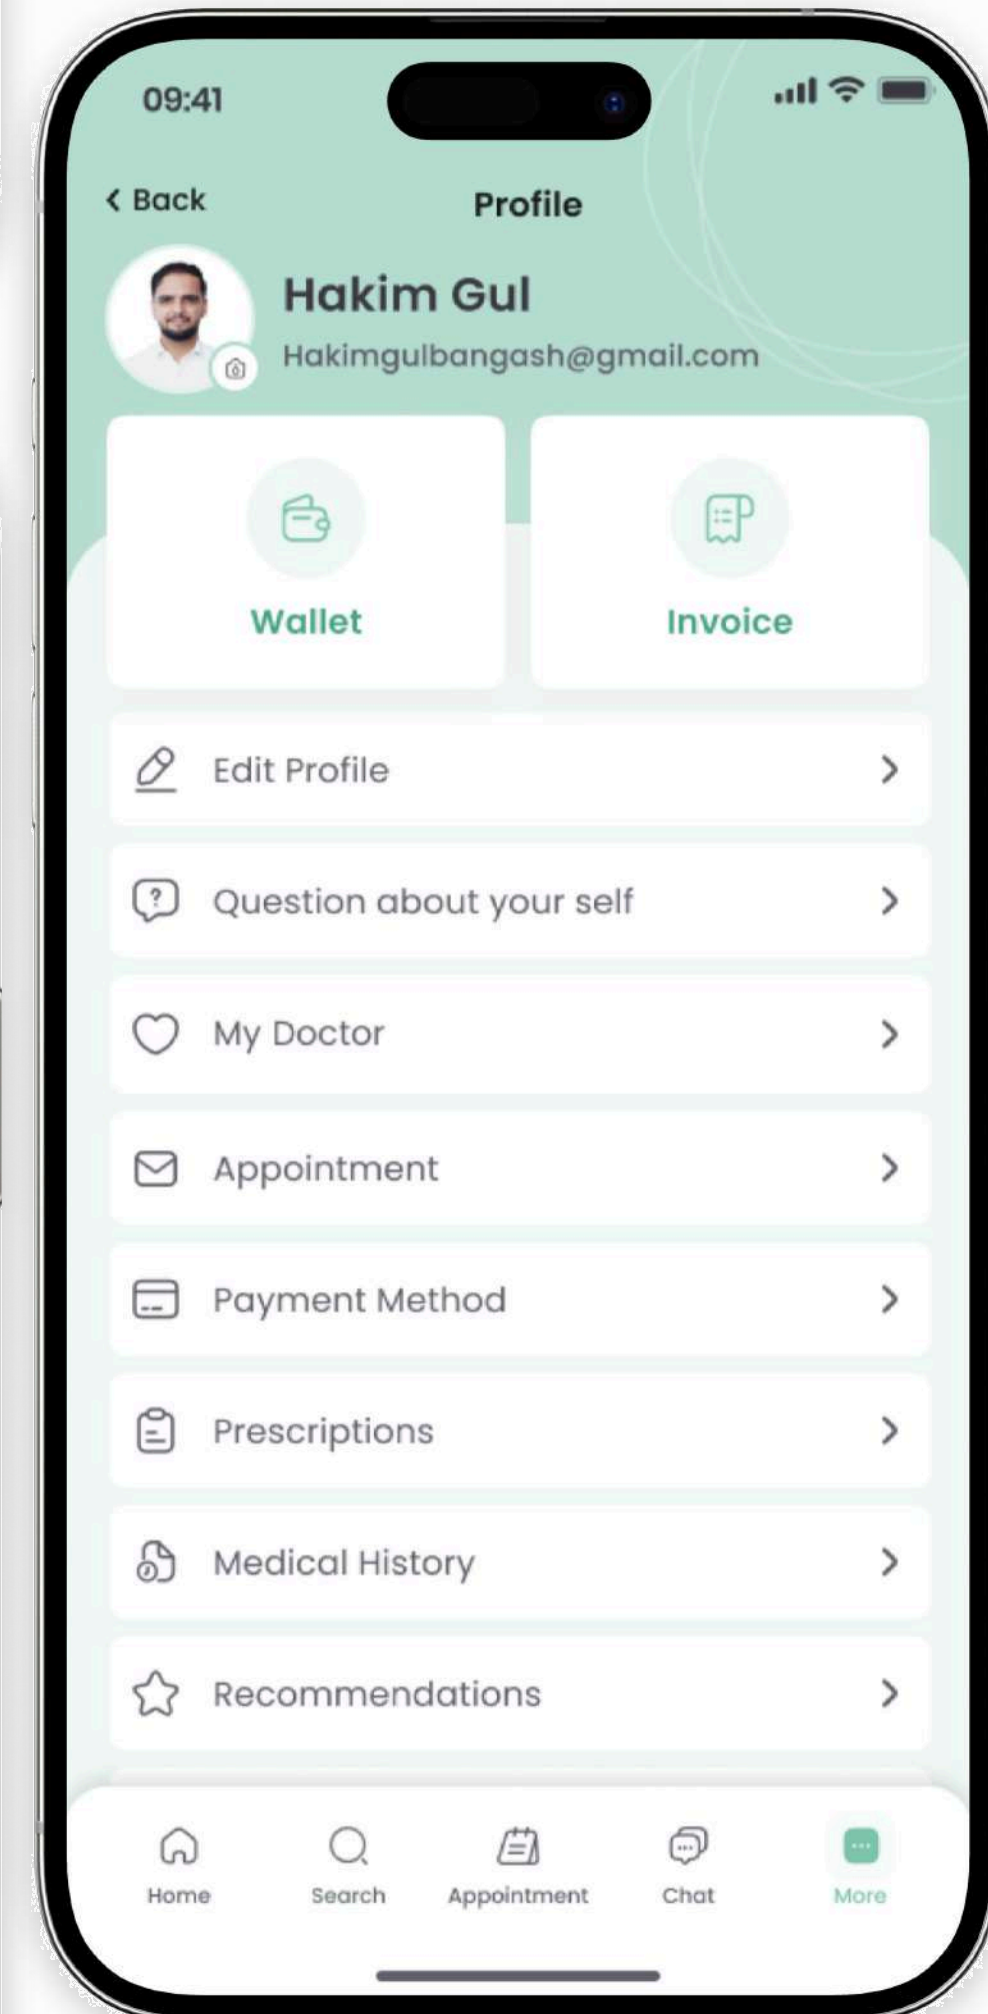 09:41
Back
Profile
Hakim Gul
Hakimgulbangash@gmail.com
Wallet
Invoice
Edit Profile
Question about your self
My Doctor
Appointment
Payment Method
Prescriptions
Medical History
Recommendations
Home
Search
Appointment
Chat
More